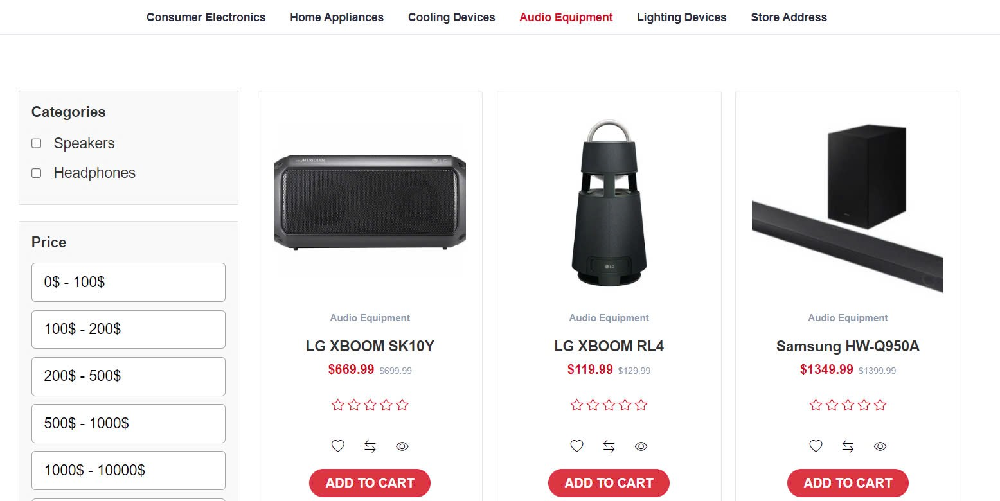 Consumer Electronics Home Appliances Cooling Devices Audio Equipment Lighting Devices Store Address
Categories
Speakers
Headphones
Price
0$ - 100$
100$ - 200$
200$ - 500$
500$ - 1000$
1000$ - 10000$
MERIDIAN
LG
Audio Equipment
LG XBOOM SK10Y
$669.99 $699.99
ADD TO CART
LG
Audio Equipment
LG XBOOM RL4
$119.99 $129.99
ADD TO CART
Audio Equipment
Samsung HW-Q950A
$1349.99 $1399.99
ADD TO CART